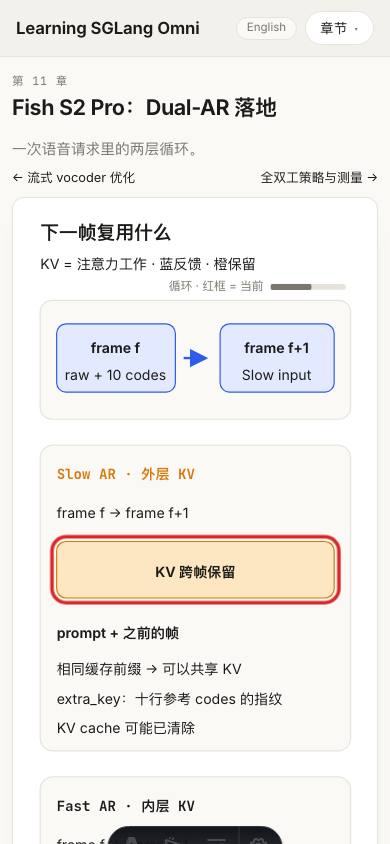 Learning SGLang Omni
English
章节
第 11 章
Fish S2 Pro：Dual-AR 落地
一次语音请求里的两层循环。
← 流式 vocoder 优化
全双工策略与测量 →
下一帧复用什么
KV = 注意力工作 · 蓝反馈 · 橙保留
循环 · 红框 = 当前
frame f
raw + 10 codes
frame f+1
Slow input
Slow AR · 外层 KV
frame f → frame f+1
KV 跨帧保留
prompt + 之前的帧
相同缓存前缀 → 可以共享 KV
extra_key：十行参考 codes 的指纹
KV cache 可能已清除
Fast AR · 内层 KV